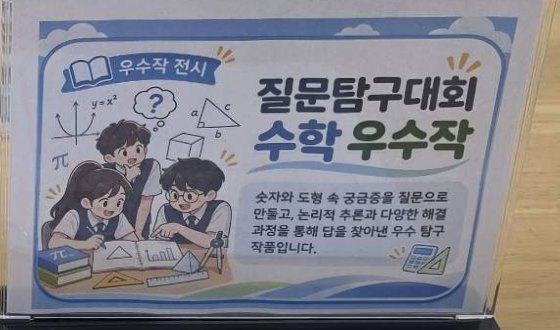 우수작 전시
질문탐구대회
수학 우수작
y=x²
?
a
c
b
π
숫자와 도형 속 궁금증을 질문으로
만들고, 논리적 추론과 다양한 해결
과정을 통해 답을 찾아낸 우수 탐구
작품입니다.
π